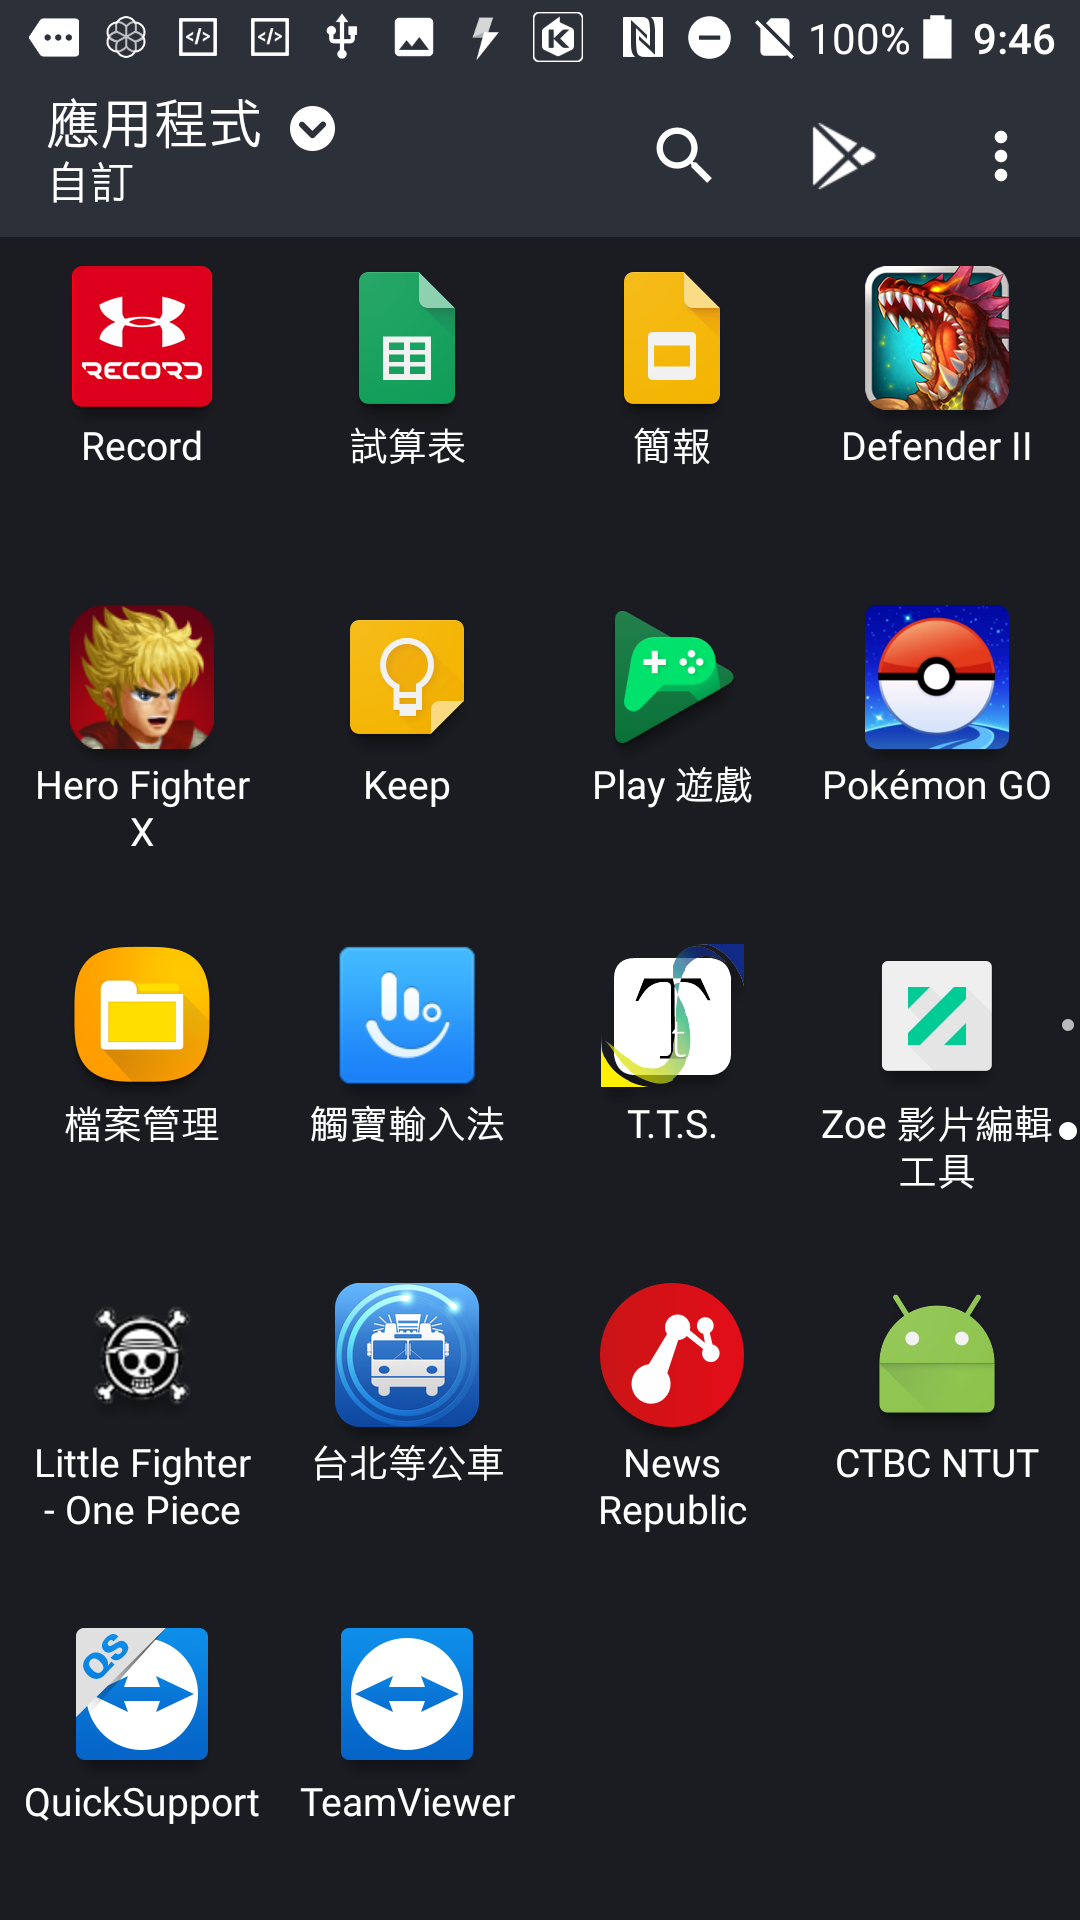 100% 9:46
應用程式
自訂
RECORD
Record
試算表
簡報
Defender II
Hero Fighter
X
Keep
Play 遊戲
Pokémon GO
檔案管理
觸寶輸入法
T
t
T.T.S.
Zoe 影片編輯
工具
Little Fighter
- One Piece
台北等公車
News
Republic
CTBC NTUT
QS
QuickSupport
TeamViewer